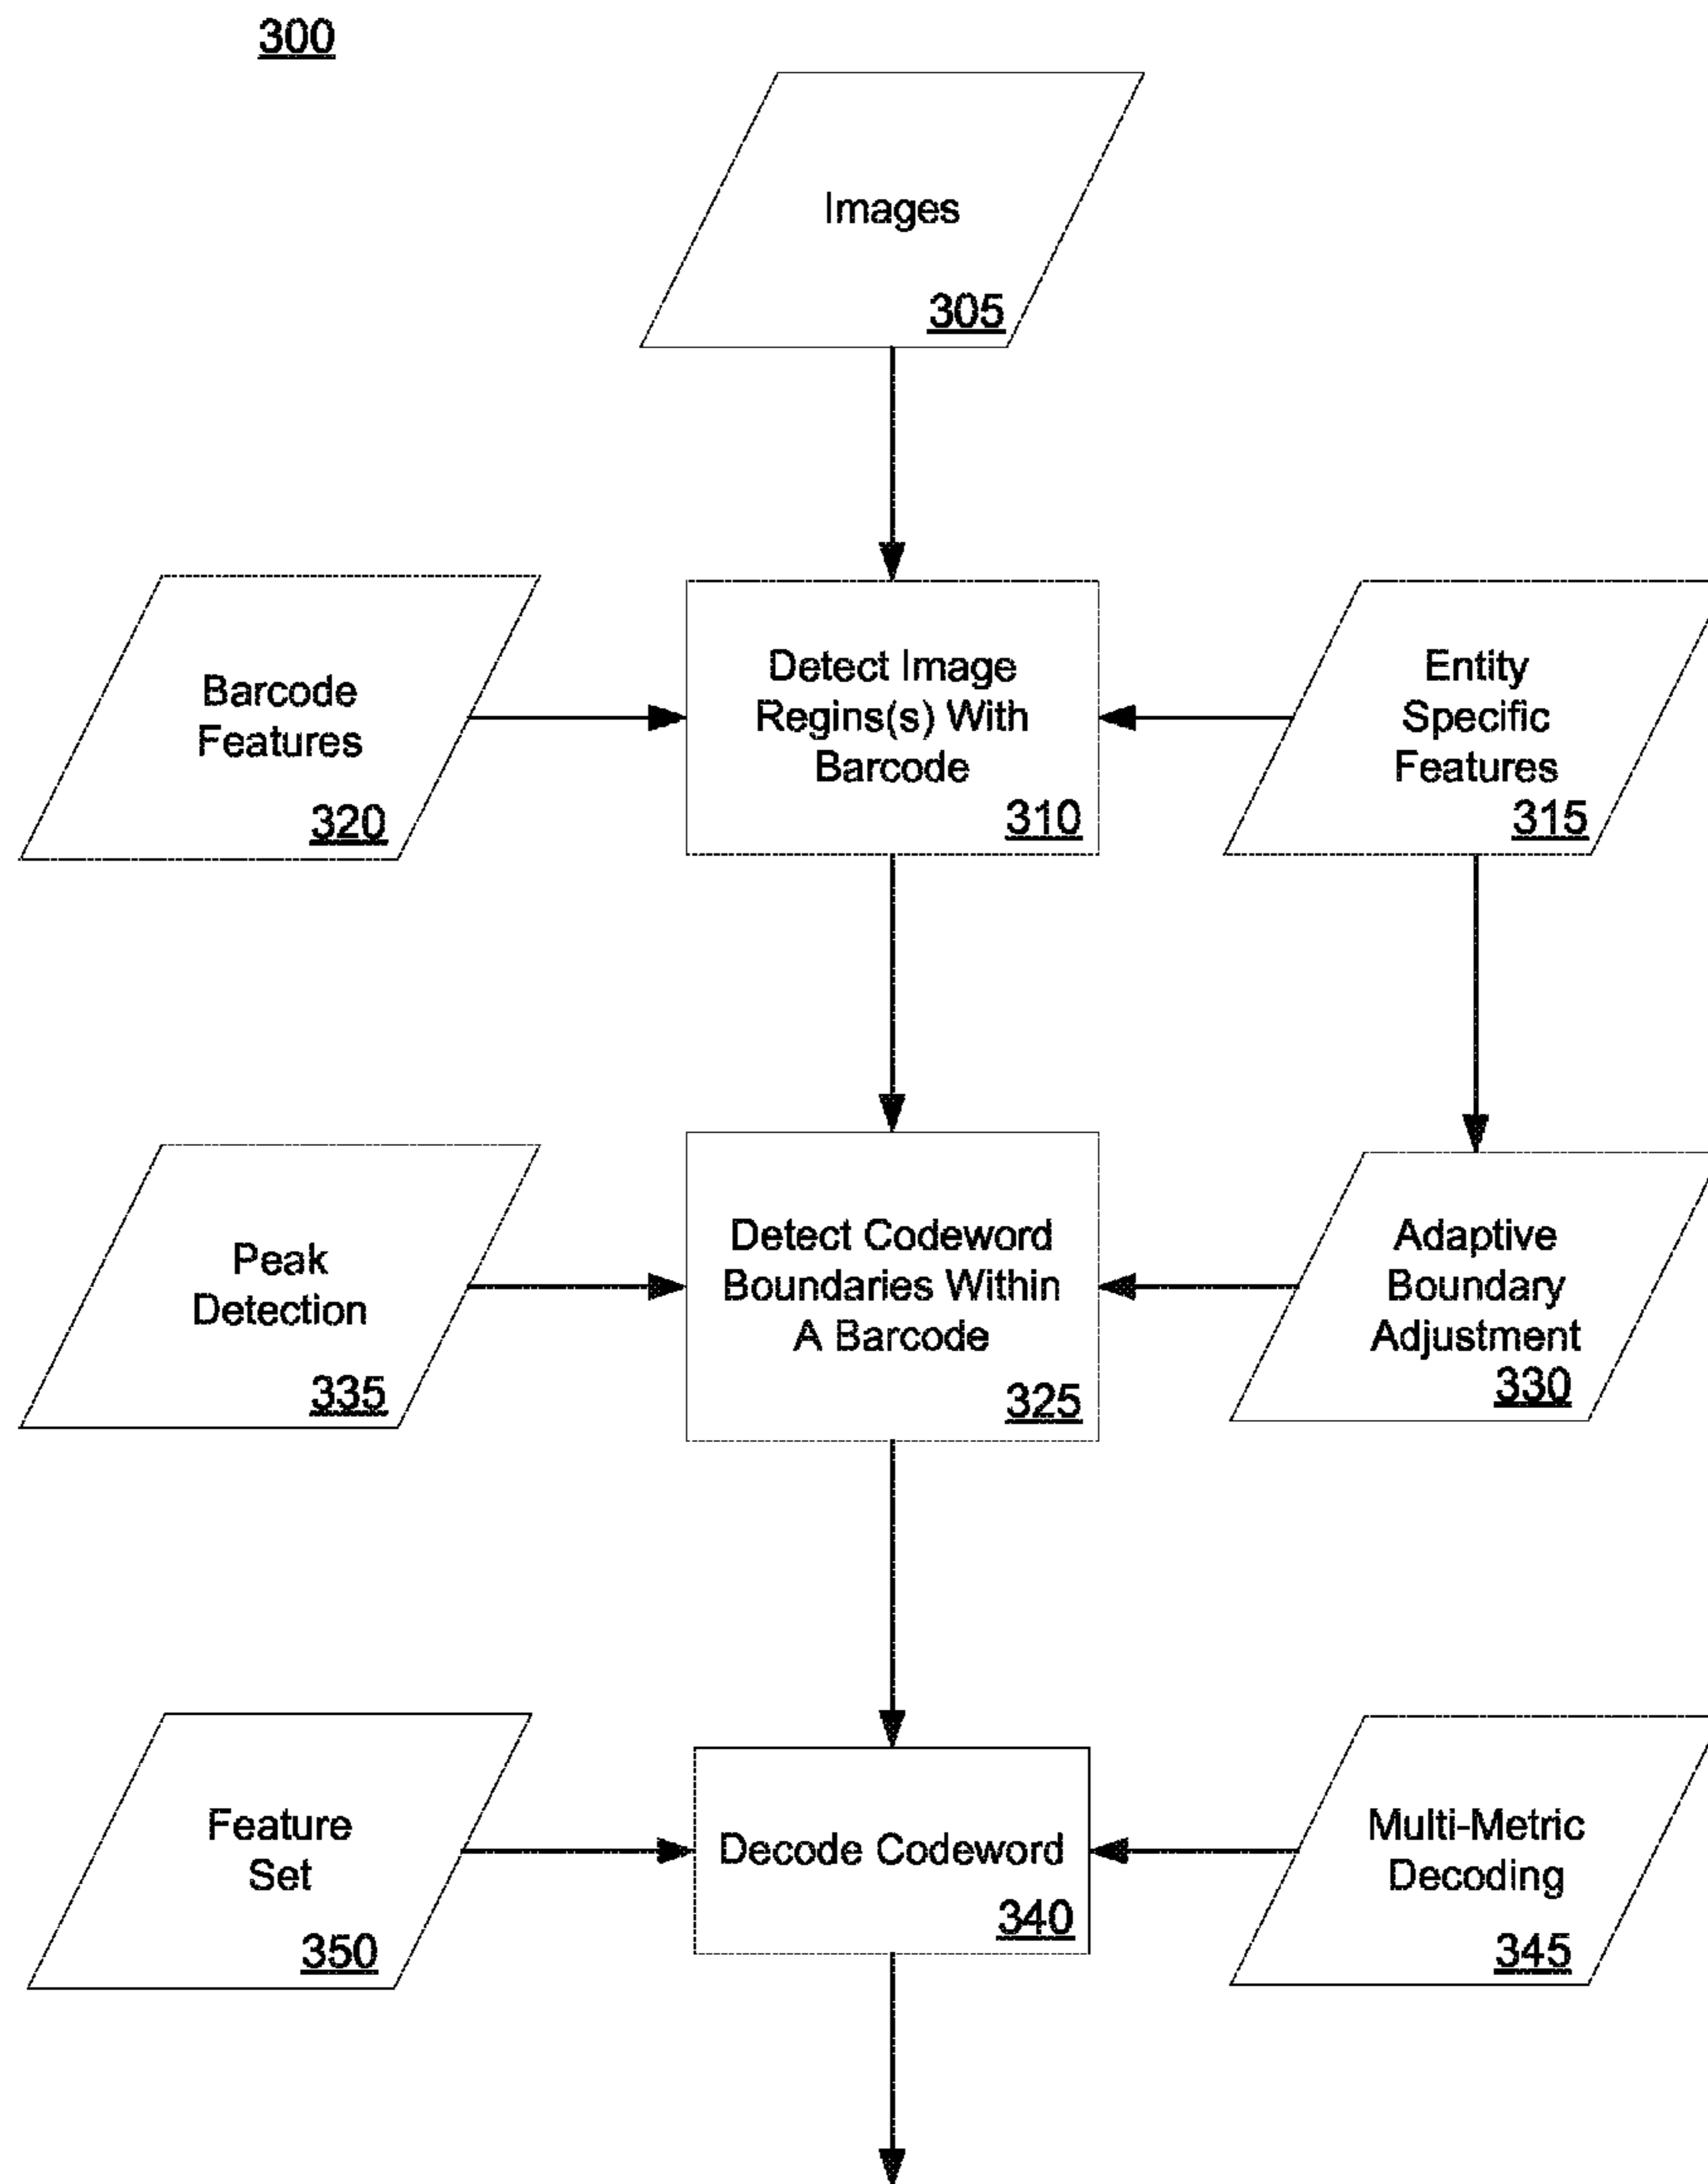 300
Images
305
Barcode
Features
320
Detect Image
Regins(s) With
Barcode
310
Entity
Specific
Features
315
Peak
Detection
335
Detect Codeword
Boundaries Within
A Barcode
325
Adaptive
Boundary
Adjustment
330
Feature
Set
350
Decode Codeword
340
Multi-Metric
Decoding
345